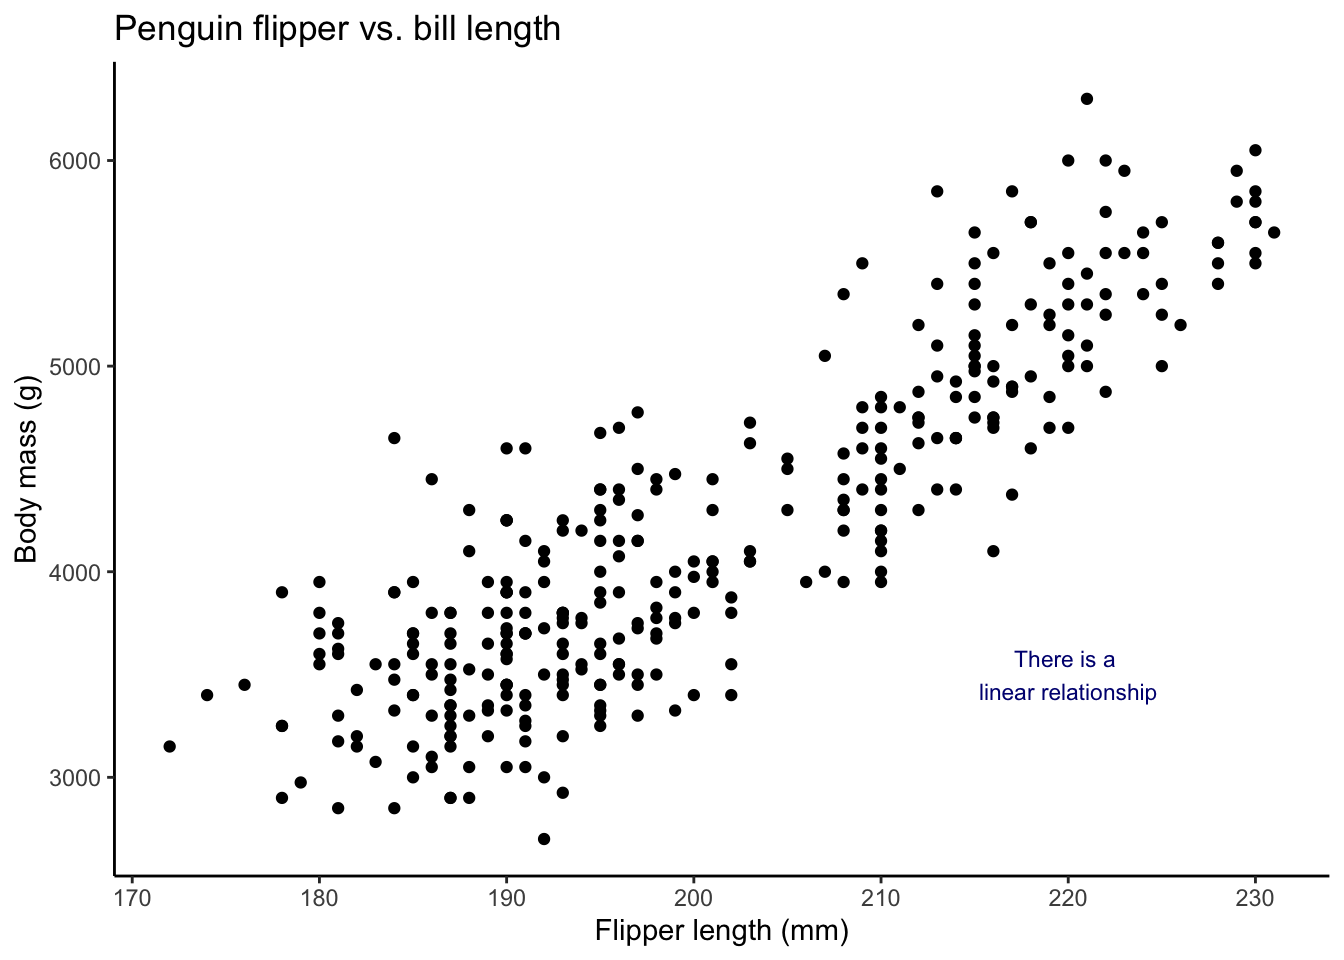 Penguin flipper vs. bill length
6000
5000
4000
3000
Body mass (g)
There is a
linear relationship
170 180 190 200 210 220 230
Flipper length (mm)